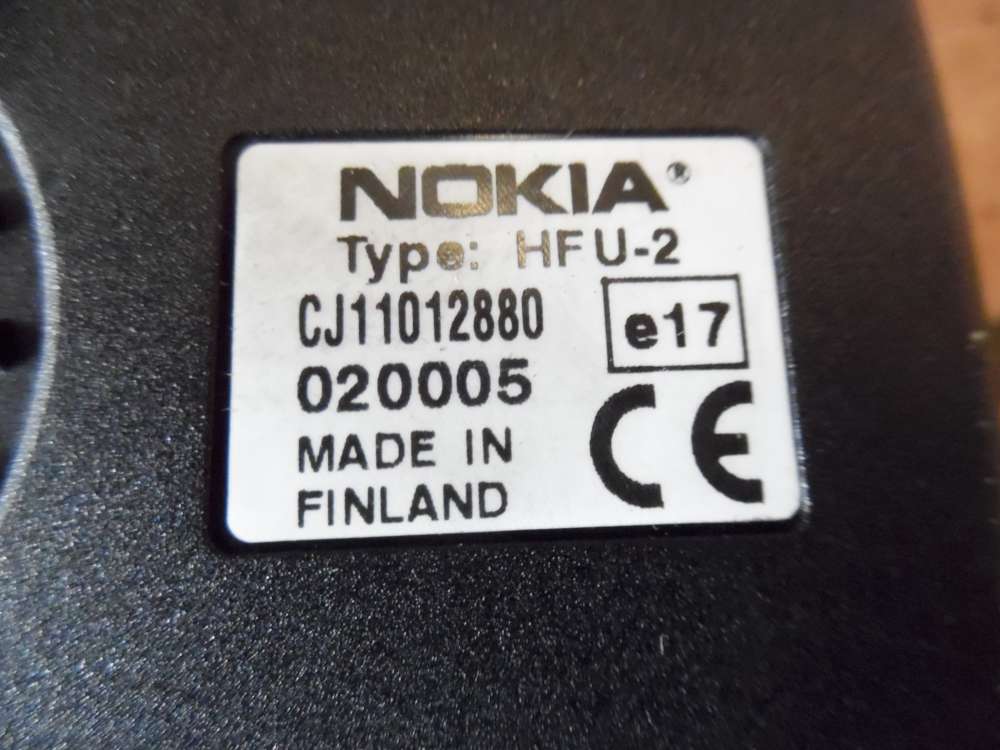 NOKIA®
Type: HFU-2
CJ11012880
e17
020005
CE
MADE IN
FINLAND